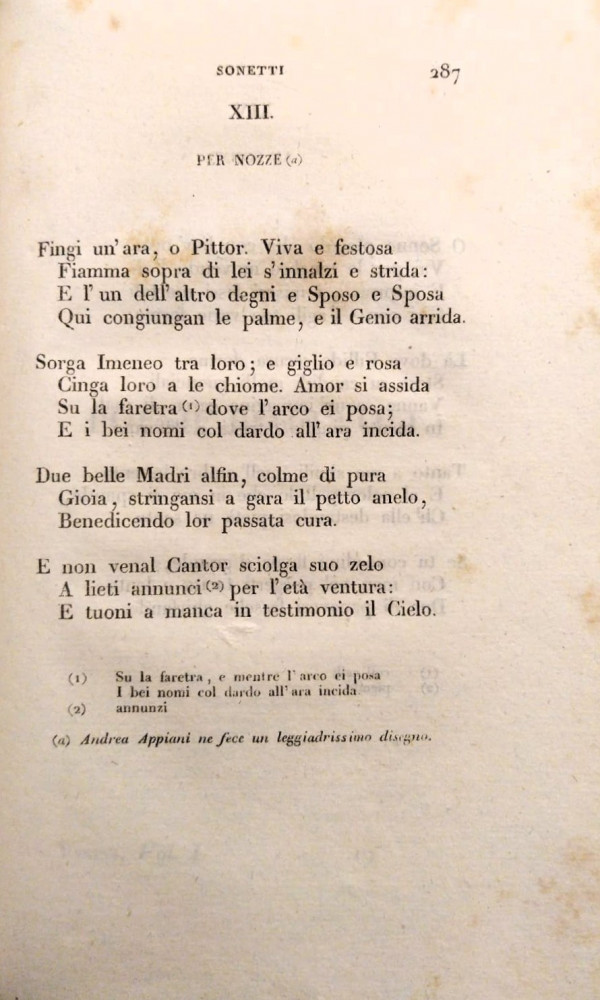 SONETTI 287
XIII.
PER NOZZE (a)
Fingi un' ara, o Pittor. Viva e festosa
Fiamma sopra di lei s'innalzi e strida:
E l'un dell'altro degni e Sposo e Sposa
Qui congiungan le palme, e il Genio arrida.
Sorga Imeneo tra loro; e giglio e rosa
Cinga loro a le chiome. Amor si assida
Su la faretra (1) dove l'arco ei posa;
E i bei nomi col dardo all' ara incida.
Due belle Madri alfin, colme di pura
Gioia, stringansi a gara il petto anelo,
Benedicendo lor passata cura.
E non venal Cantor sciolga suo zelo
A lieti annunci (2) per l'età ventura:
E tuoni a manca in testimonio il Cielo.
(1) Su la faretra, e mentre l'arco ei posa
I bei nomi col dardo all' ara incida
(2) annunzi
(a) Andrea Appiani ne fece un leggiadrissimo disegno.